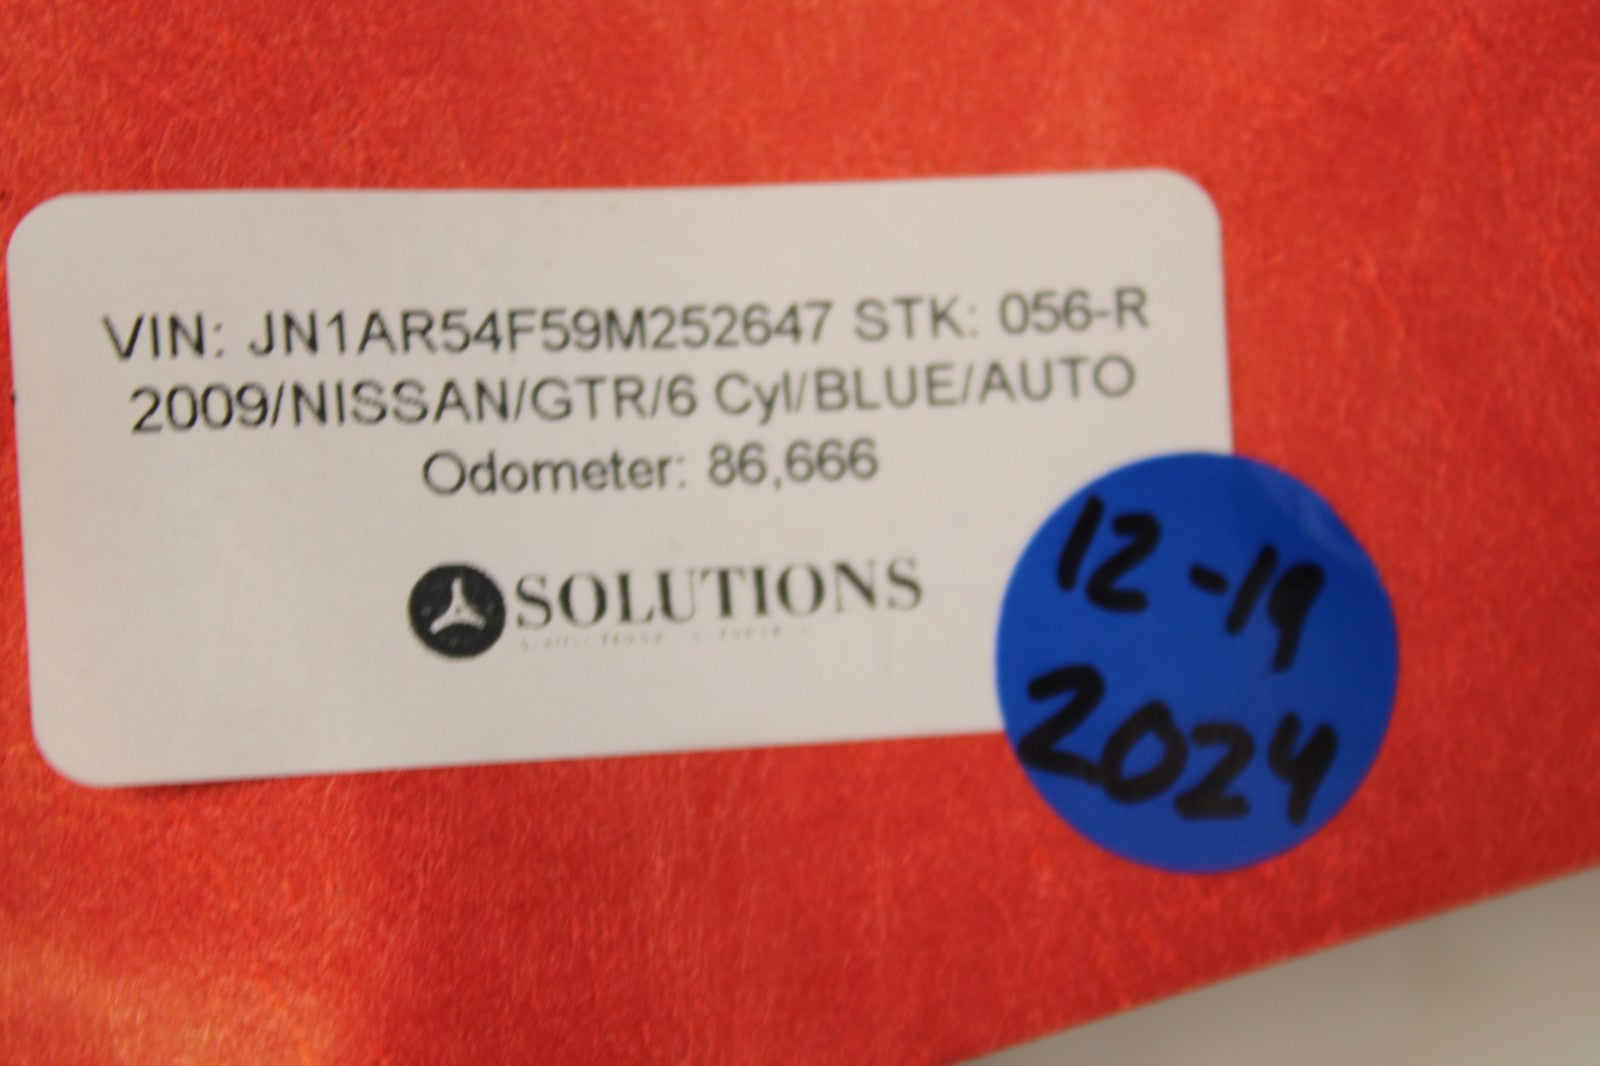 VIN: JN1AR54F59M252647 STK: 056-R
2009/NISSAN/GTR/6 Cyl/BLUE/AUTO
Odometer: 86,666
SOLUTIONS
12-19
2024